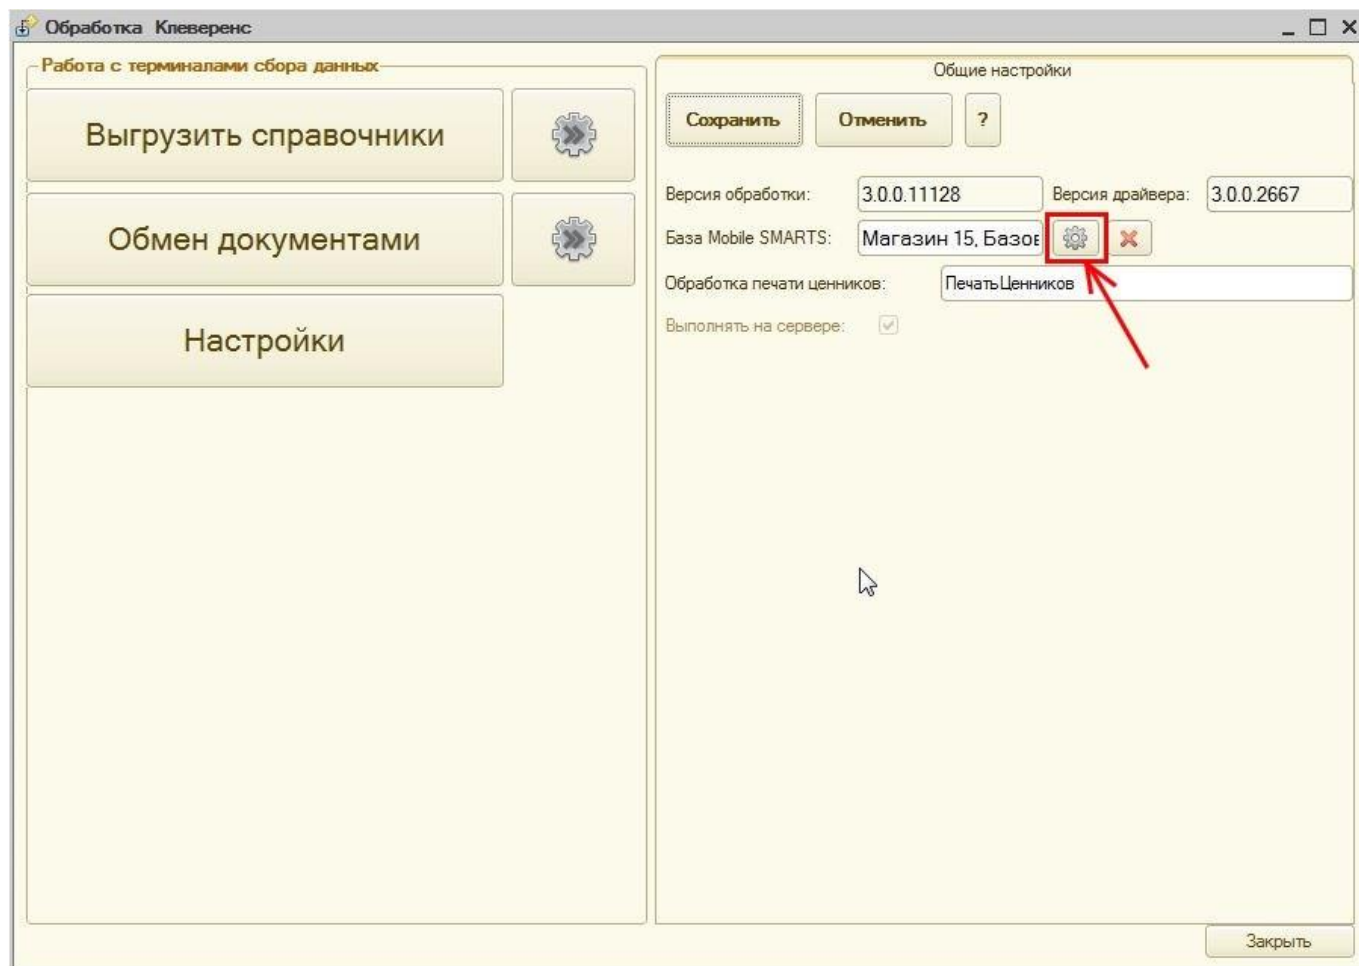 Обработка Клеверенс
Работа с терминалами сбора данных
Выгрузить справочники
Обмен документами
Настройки
Общие настройки
Сохранить Отменить ?
Версия обработки: 3.0.0.11128 Версия драйвера: 3.0.0.2667
База Mobile SMARTS: Магазин 15, Базов
Обработка печати ценников: ПечатьЦенников
Выполнять на сервере:
Закрыть